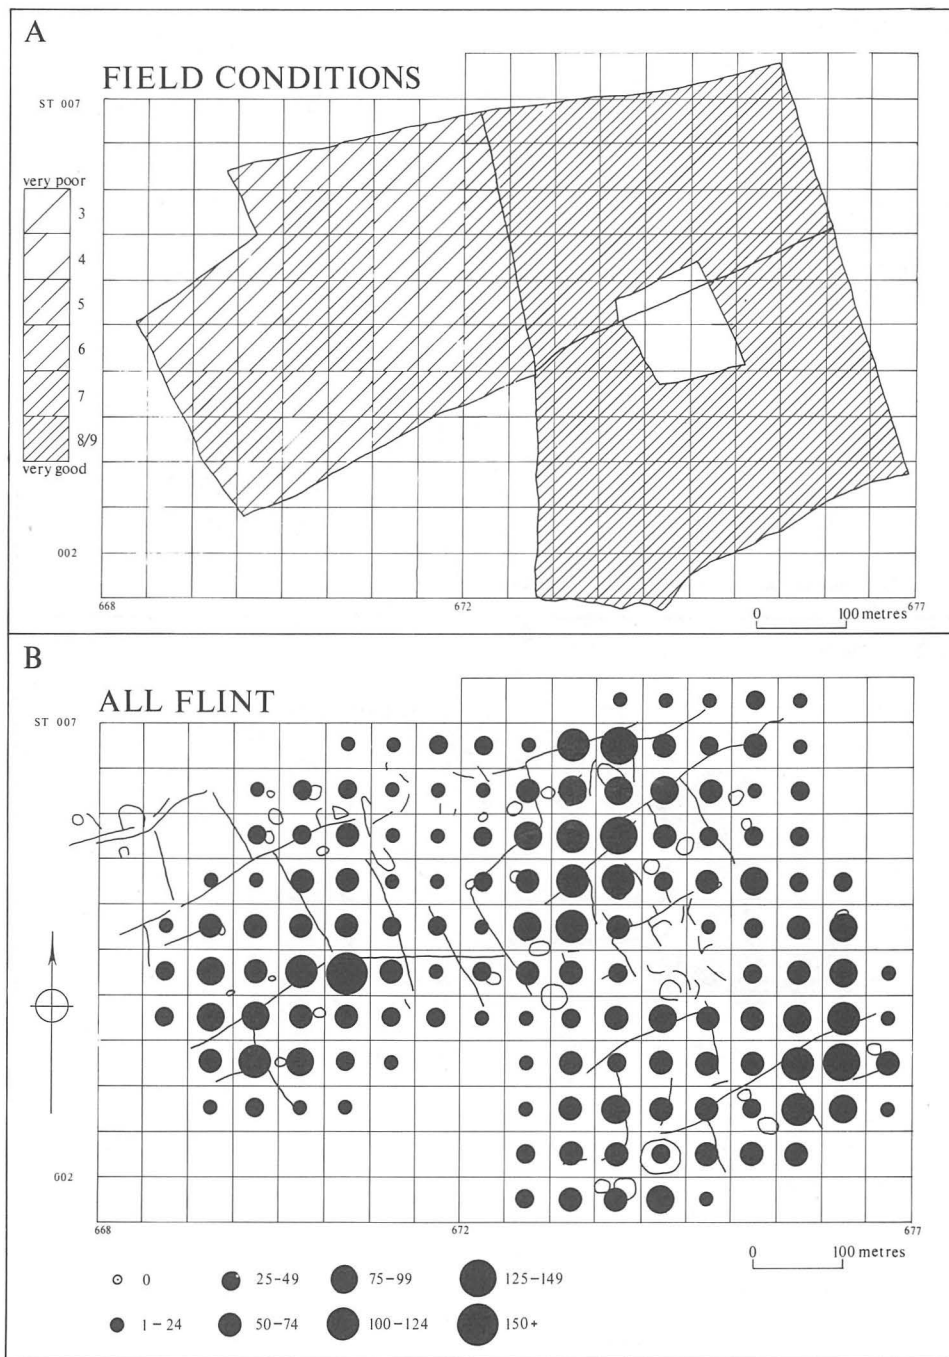 A
FIELD CONDITIONS
ST 007
very poor
3
4
5
6
7
8/9
very good
002
668
672
677
0 100 metres
B
ALL FLINT
ST 007
002
668
672
677
0 100 metres
0 25-49 75-99 125-149
1-24 50-74 100-124 150+